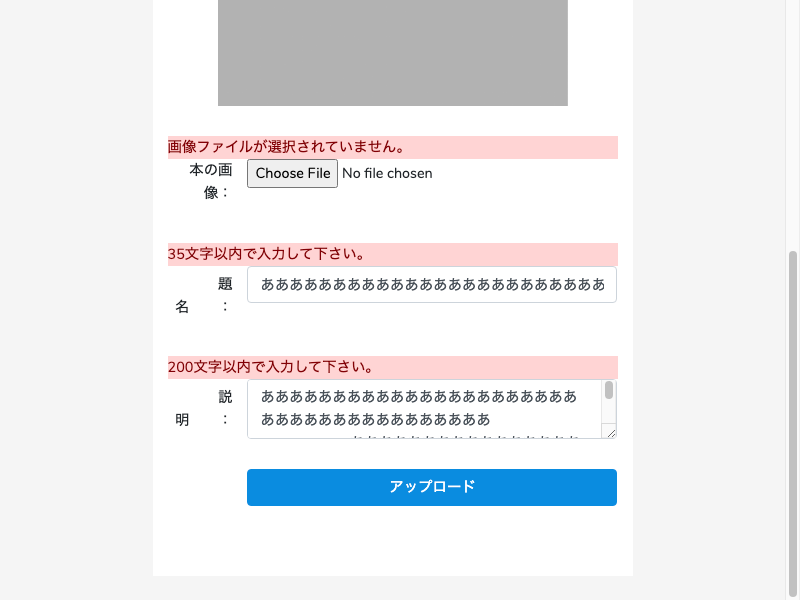 画像ファイルが選択されていません。
本の画像：
Choose File No file chosen
35文字以内で入力して下さい。
題名：
ああああああああああああああああああああああああ
200文字以内で入力して下さい。
説明：
ああああああああああああああああああああああ
ああああああああああああああああ
アップロード